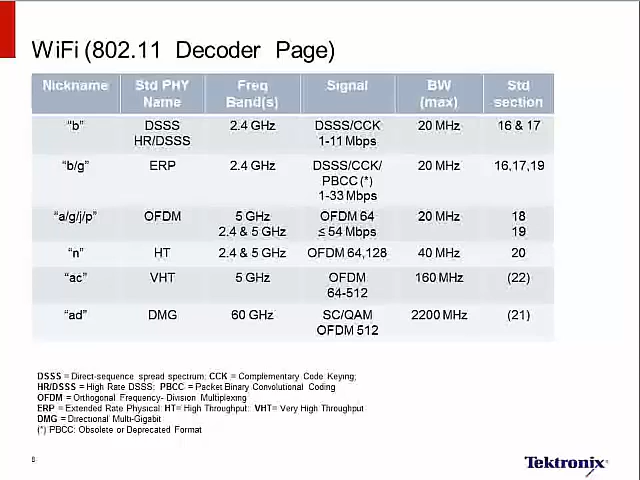 WiFi (802.11 Decoder Page)
Nickname Std PHY Name Freq Band(s) Signal BW (max) Std section
"b" DSSS HR/DSSS 2.4 GHz DSSS/CCK 1-11 Mbps 20 MHz 16 & 17
"b/g" ERP 2.4 GHz DSSS/CCK/ PBCC (*) 1-33 Mbps 20 MHz 16,17,19
"a/g/j/p" OFDM 5 GHz 2.4 & 5 GHz OFDM 64 ≤ 54 Mbps 20 MHz 18 19
"n" HT 2.4 & 5 GHz OFDM 64,128 40 MHz 20
"ac" VHT 5 GHz OFDM 64-512 160 MHz (22)
"ad" DMG 60 GHz SC/QAM OFDM 512 2200 MHz (21)
DSSS = Direct-sequence spread spectrum; CCK = Complementary Code Keying;
HR/DSSS = High Rate DSSS; PBCC = Packet Binary Convolutional Coding
OFDM = Orthogonal Frequency- Division Multiplexing
ERP = Extended Rate Physical; HT= High Throughput; VHT= Very High Throughput
DMG = Directional Multi-Gigabit
(*) PBCC: Obsolete or Deprecated Format
8
Tektronix